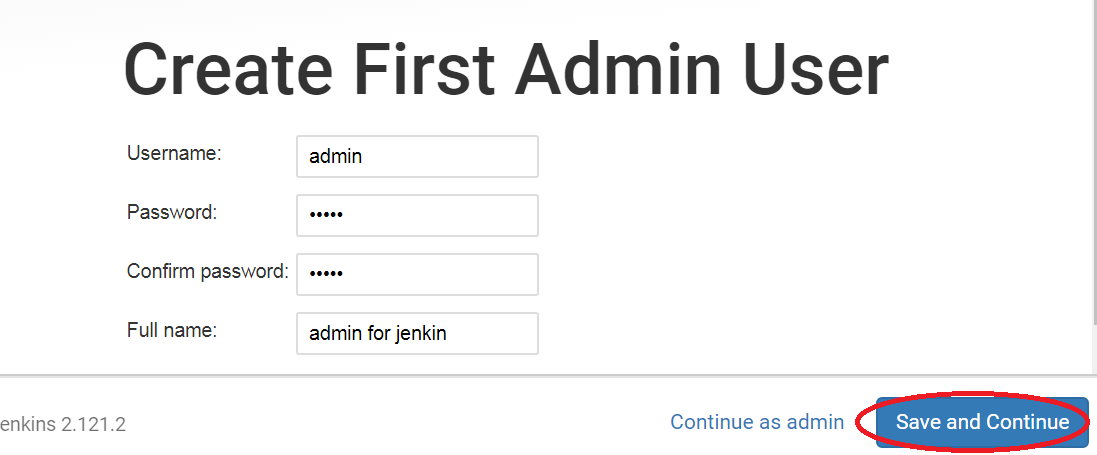 Create First Admin User
Username: admin
Password: •••••
Confirm password: •••••
Full name: admin for jenkin
enkins 2.121.2 Continue as admin Save and Continue